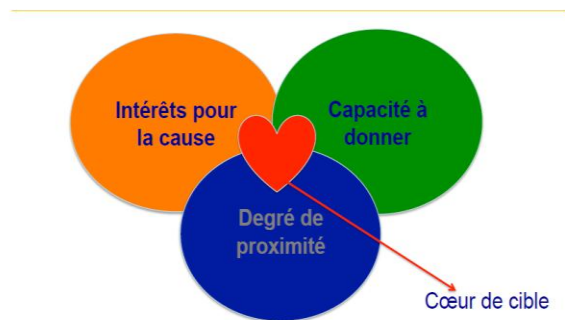 Intérêts pour
la cause
Capacité à
donner
Degré de
proximité
Cœur de cible